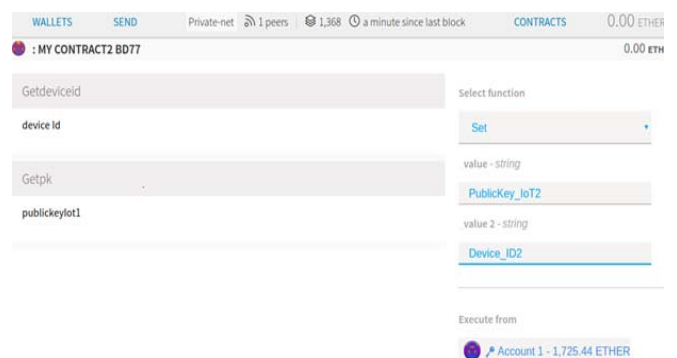 WALLETS SEND Private-net 1 peers 1,368 a minute since last block CONTRACTS 0.00 ETHER
: MY CONTRACT2 BD77 0.00 ETH
Getdeviceid
device Id
Getpk
publickeyIot1
Select function
Set
value - string
PublicKey_IoT2
value 2 - string
Device_ID2
Execute from
Account 1 - 1,725.44 ETHER